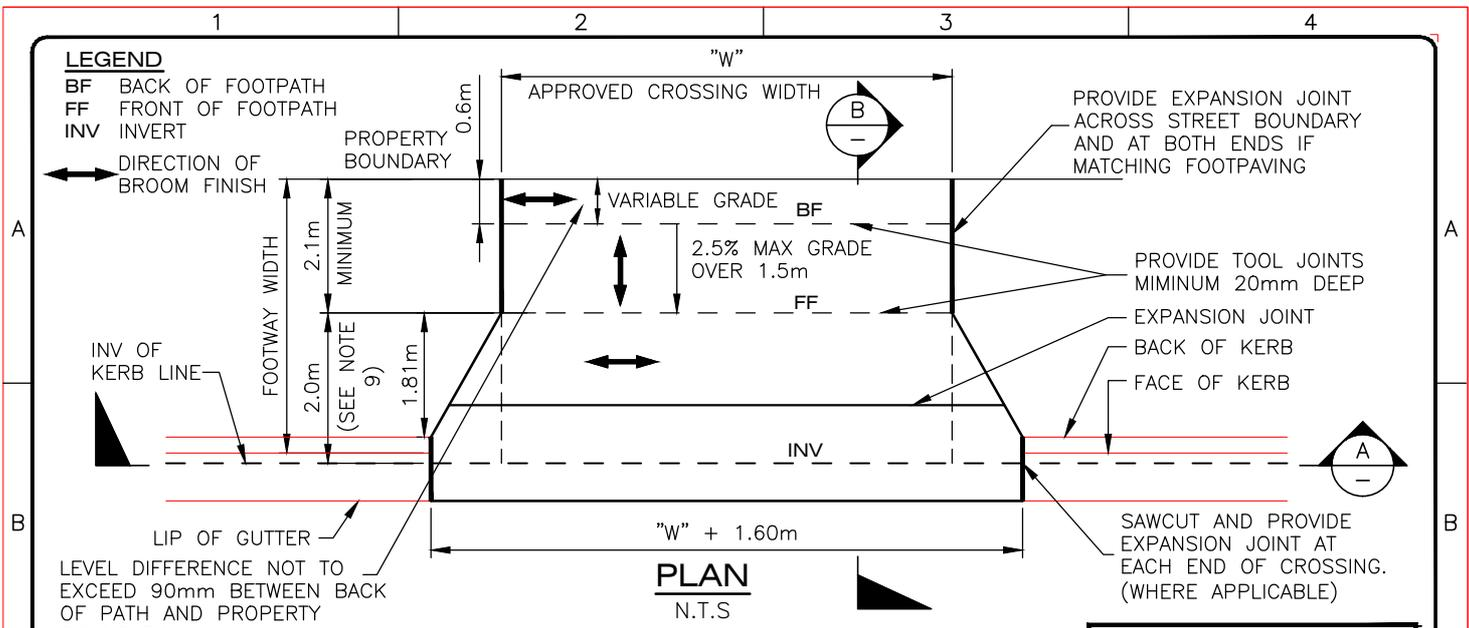 1 2 3 4
LEGEND
BF BACK OF FOOTPATH
FF FRONT OF FOOTPATH
INV INVERT
DIRECTION OF
BROOM FINISH
"W"
APPROVED CROSSING WIDTH
0.6m
B
–
PROPERTY
BOUNDARY
PROVIDE EXPANSION JOINT
ACROSS STREET BOUNDARY
AND AT BOTH ENDS IF
MATCHING FOOTPAVING
A
A
VARIABLE GRADE
BF
2.5% MAX GRADE
OVER 1.5m
FF
FOOTWAY WIDTH
2.1m
MINIMUM
2.0m
(SEE NOTE
9)
1.81m
PROVIDE TOOL JOINTS
MIMINUM 20mm DEEP
EXPANSION JOINT
BACK OF KERB
FACE OF KERB
INV OF
KERB LINE
INV
A
–
B
B
LIP OF GUTTER
"W" + 1.60m
SAWCUT AND PROVIDE
EXPANSION JOINT AT
EACH END OF CROSSING.
(WHERE APPLICABLE)
LEVEL DIFFERENCE NOT TO
EXCEED 90mm BETWEEN BACK
OF PATH AND PROPERTY
PLAN
N.T.S